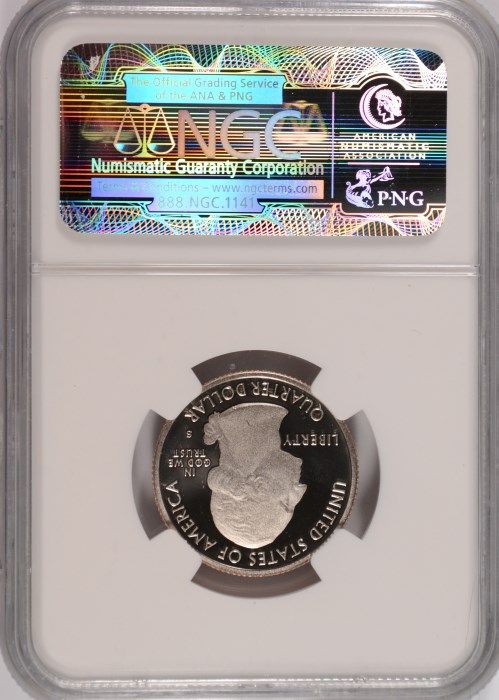 The Official Grading Service
of the ANA & PNG
NGC
Numismatic Guaranty Corporation
Terms & Conditions – www.ngcterms.com
888.NGC.1141
AMERICAN
NUMISMATIC
ASSOCIATION
PNG
UNITED STATES OF AMERICA
LIBERTY
IN
GOD WE
TRUST
S
QUARTER DOLLAR